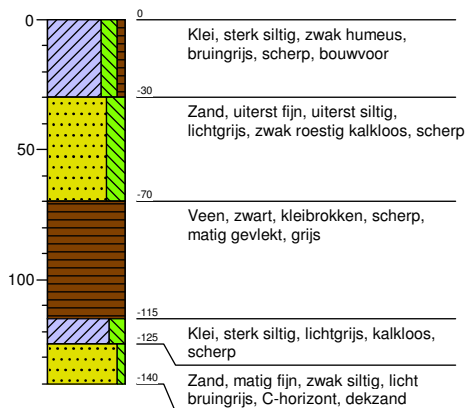 0
0
Klei, sterk siltig, zwak humeus,
bruingrijs, scherp, bouwvoor
-30
Zand, uiterst fijn, uiterst siltig,
lichtgrijs, zwak roestig kalkloos, scherp
50
-70
Veen, zwart, kleibrokken, scherp,
matig gevlekt, grijs
100
-115
Klei, sterk siltig, lichtgrijs, kalkloos,
scherp
-125
Zand, matig fijn, zwak siltig, licht
bruingrijs, C-horizont, dekzand
-140